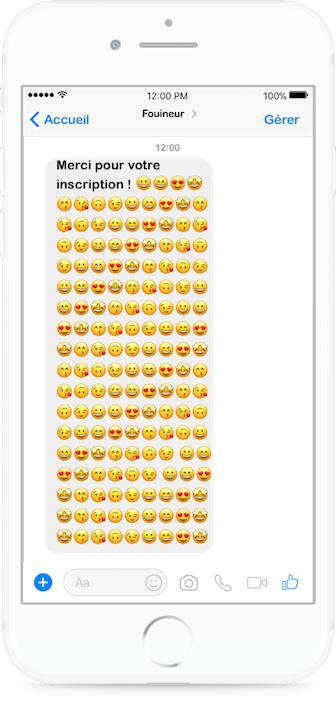 12:00 PM
100%
Accueil
Fouineur
Gérer
12:00
Merci pour votre
inscription ! 😀😀😍🤩
😙😘🙃😉😀😀😍🤩😙
😘🙃😉😀😀😍🤩😙😘
🙃😉😀😀😍🤩😙😘🙃
😉😀😀😍🤩😙😘🙃😉
😀😀😍🤩😙😘🙃😉😀
😀😍🤩😙😘🙃😉😀😀
😍🤩😙😘🙃😉😀😀😍
🤩😙😘🙃😉😀😀😍🤩
😙😘🙃😉😀😀😍🤩😙
😘🙃😉😀😀😍🤩😙😘
🙃😉😀😀😍🤩😙😘🙃
😉😀😀😍🤩😙😘🙃😉
😀😀😍🤩😙😘🙃😉 😀😀
😍🤩😙😘🙃😉 😀😀😍
🤩😙😘🙃😉😀😀😍🤩
🤩😙😘🙃😉😀😀😍🤩
🤩😙😘🙃😉😀😀😍🤩
Aa